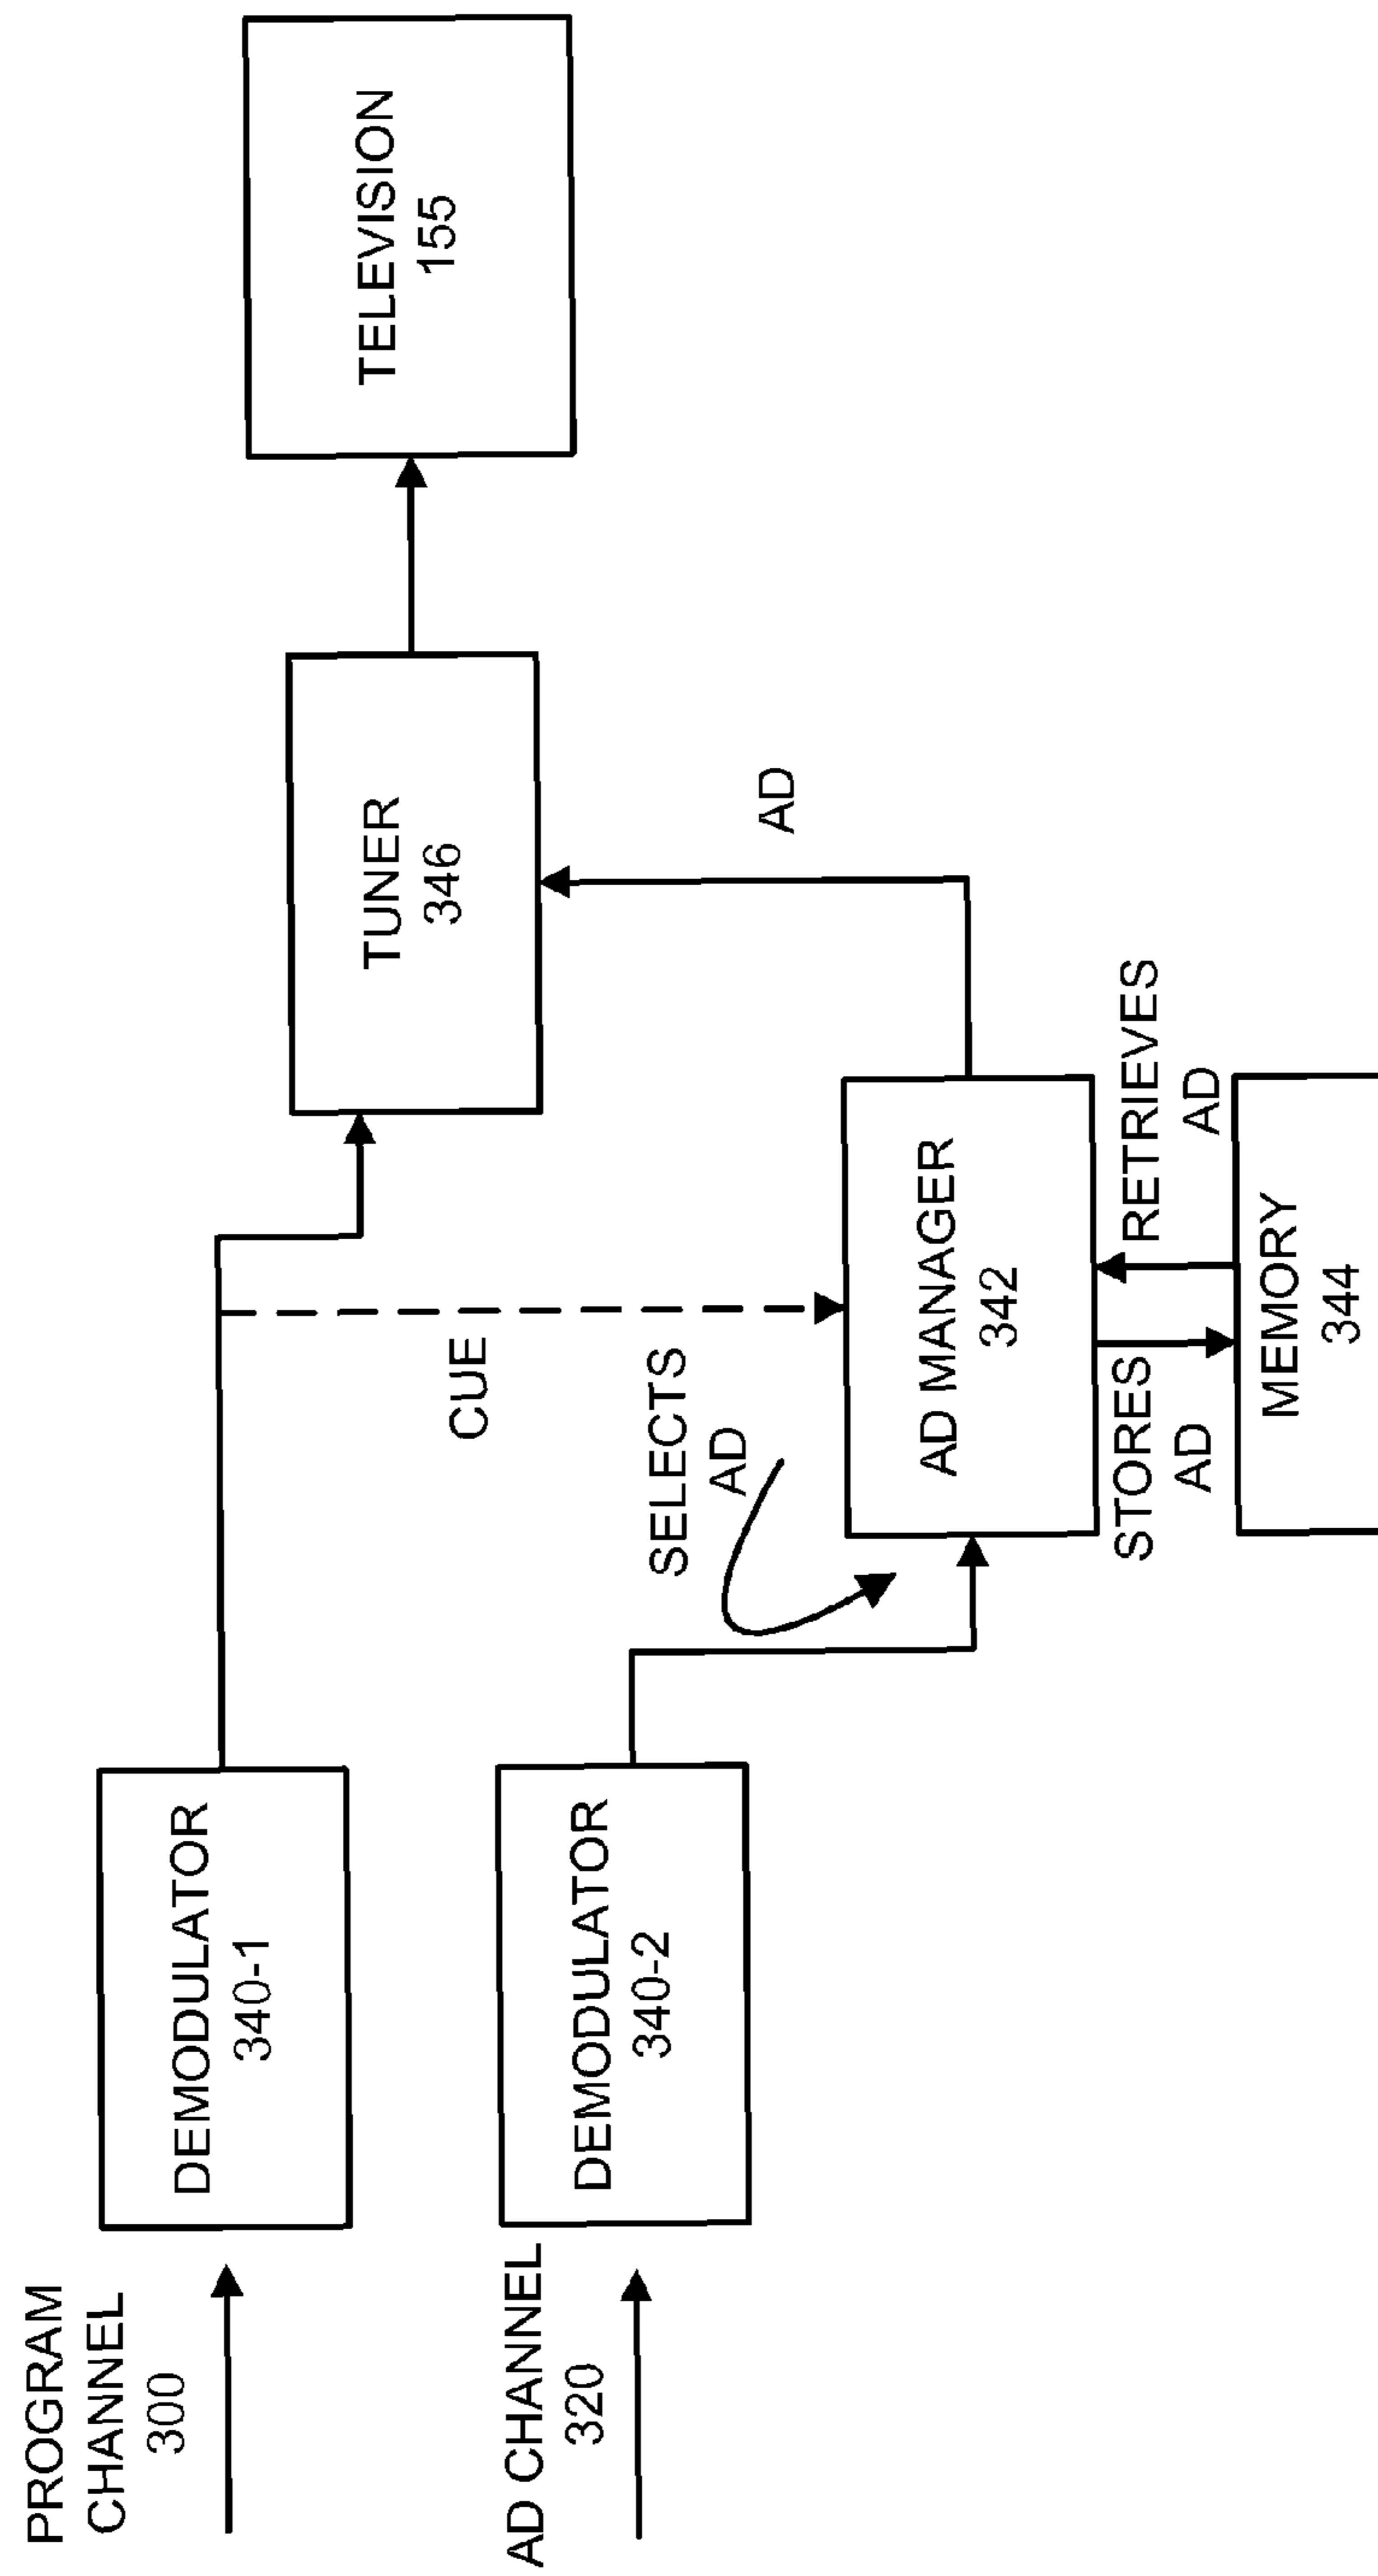 PROGRAM
CHANNEL
300
DEMODULATOR
340-1
AD CHANNEL
320
DEMODULATOR
340-2
CUE
SELECTS
AD
TUNER
346
TELEVISION
155
AD
AD MANAGER
342
STORES
AD
RETRIEVES
AD
MEMORY
344